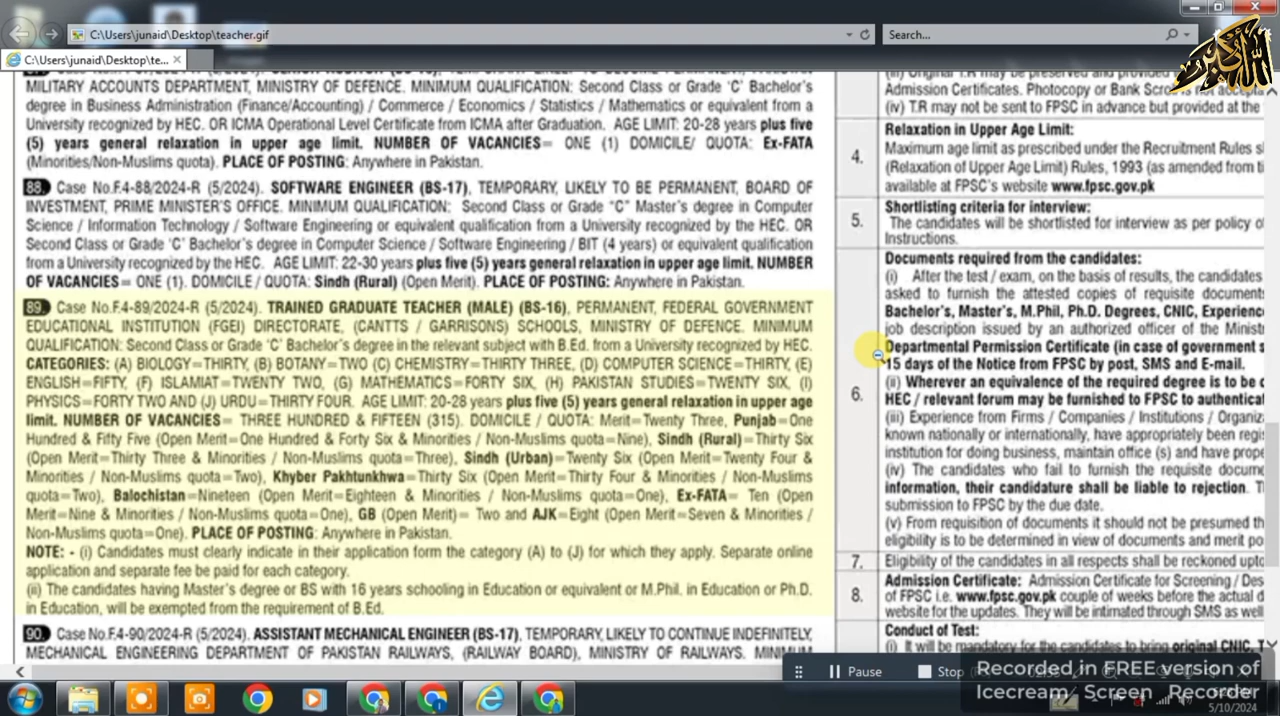 C:\Users\junaid\Desktop\teacher.gif
Search...
C:\Users\junaid\Desktop\te...
MILITARY ACCOUNTS DEPARTMENT, MINISTRY OF DEFENCE. MINIMUM QUALIFICATION: Second Class or Grade 'C' Bachelor's
degree in Business Administration (Finance/Accounting) / Commerce / Economics / Statistics / Mathematics or equivalent from a
University recognized by HEC. OR ICMA Operational Level Certificate from ICMA after Graduation. AGE LIMIT: 20-28 years plus five
(5) years general relaxation in upper age limit. NUMBER OF VACANCIES= ONE (1) DOMICILE/ QUOTA: Ex-FATA
(Minorities/Non-Muslims quota). PLACE OF POSTING: Anywhere in Pakistan.
88. Case No.F.4-88/2024-R (5/2024). SOFTWARE ENGINEER (BS-17), TEMPORARY, LIKELY TO BE PERMANENT, BOARD OF
INVESTMENT, PRIME MINISTER'S OFFICE. MINIMUM QUALIFICATION: Second Class or Grade "C" Master's degree in Computer
Science / Information Technology / Software Engineering or equivalent qualification from a University recognized by the HEC. OR
Second Class or Grade 'C' Bachelor's degree in Computer Science / Software Engineering / BIT (4 years) or equivalent qualification
from a University recognized by the HEC. AGE LIMIT: 22-30 years plus five (5) years general relaxation in upper age limit. NUMBER
OF VACANCIES= ONE (1). DOMICILE / QUOTA: Sindh (Rural) (Open Merit). PLACE OF POSTING: Anywhere in Pakistan.
89. Case No.F.4-89/2024-R (5/2024). TRAINED GRADUATE TEACHER (MALE) (BS-16), PERMANENT, FEDERAL GOVERNMENT
EDUCATIONAL INSTITUTION (FGEI) DIRECTORATE, (CANTTS / GARRISONS) SCHOOLS, MINISTRY OF DEFENCE. MINIMUM
QUALIFICATION: Second Class or Grade 'C' Bachelor's degree in the relevant subject with B.Ed. from a University recognized by HEC.
CATEGORIES: (A) BIOLOGY=THIRTY, (B) BOTANY=TWO (C) CHEMISTRY=THIRTY THREE, (D) COMPUTER SCIENCE=THIRTY, (E)
ENGLISH=FIFTY, (F) ISLAMIAT=TWENTY TWO, (G) MATHEMATICS=FORTY SIX, (H) PAKISTAN STUDIES=TWENTY SIX, (I)
PHYSICS=FORTY TWO AND (J) URDU=THIRTY FOUR. AGE LIMIT: 20-28 years plus five (5) years general relaxation in upper age
limit. NUMBER OF VACANCIES= THREE HUNDRED & FIFTEEN (315). DOMICILE / QUOTA: Merit=Twenty Three, Punjab=One
Hundred & Fifty Five (Open Merit=One Hundred & Forty Six & Minorities / Non-Muslims quota=Nine), Sindh (Rural)=Thirty Six
(Open Merit=Thirty Three & Minorities / Non-Muslims quota=Three), Sindh (Urban)=Twenty Six (Open Merit=Twenty Four &
Minorities / Non-Muslims quota=Two), Khyber Pakhtunkhwa=Thirty Six (Open Merit=Thirty Four & Minorities / Non-Muslims
quota=Two), Balochistan=Nineteen (Open Merit=Eighteen & Minorities / Non-Muslims quota=One), Ex-FATA= Ten (Open
Merit=Nine & Minorities / Non-Muslims quota=One), GB (Open Merit)= Two and AJK=Eight (Open Merit=Seven & Minorities /
Non-Muslims quota=One). PLACE OF POSTING: Anywhere in Pakistan.
NOTE: - (i) Candidates must clearly indicate in their application form the category (A) to (J) for which they apply. Separate online
application and separate fee be paid for each category.
(ii) The candidates having Master's degree or BS with 16 years schooling in Education or equivalent or M.Phil. in Education or Ph.D.
in Education, will be exempted from the requirement of B.Ed.
90. Case No.F.4-90/2024-R (5/2024). ASSISTANT MECHANICAL ENGINEER (BS-17), TEMPORARY, LIKELY TO CONTINUE INDEFINITELY,
MECHANICAL ENGINEERING DEPARTMENT OF PAKISTAN RAILWAYS, (RAILWAY BOARD), MINISTRY OF RAILWAYS. MINIMUM
Admission Certificates. Photocopy or Bank
(iv) T.R may not be sent to FPSC in advance but provided at the
4. Relaxation in Upper Age Limit:
Maximum age limit as prescribed under the Recruitment Rules
(Relaxation of Upper Age Limit) Rules, 1993 (as amended from
available at FPSC's website www.fpsc.gov.pk
5. Shortlisting criteria for interview:
The candidates will be shortlisted for interview as per policy of
Instructions.
6. Documents required from the candidates:
(i) After the test / exam, on the basis of results, the candidates
asked to furnish the attested copies of requisite
Bachelor's, Master's, M.Phil, Ph.D. Degrees, CNIC,
job description issued by an authorized officer of the
Departmental Permission Certificate (in case of government
15 days of the Notice from FPSC by post, SMS and E-mail.
(ii) Wherever an equivalence of the required degree is to be
HEC / relevant forum may be furnished to FPSC to
(iii) Experience from Firms / Companies / Institutions /
known nationally or internationally, have appropriately been
institution for doing business, maintain office (s) and have
(iv) The candidates who fail to furnish the requisite
information, their candidature shall be liable to rejection.
submission to FPSC by the due date.
(v) From requisition of documents it should not be presumed
eligibility is to be determined in view of documents and merit
7. Eligibility of the candidates in all respects shall be reckoned
8. Admission Certificate: Admission Certificate for Screening /
of FPSC i.e. www.fpsc.gov.pk couple of weeks before the actual
website for the updates. They will be intimated through SMS as well
Conduct of Test:
(i) It will be mandatory for the candidates to bring original CNIC,
Pause
Stop
Recorded in FREE version of
Icecream Screen Recorder
5/10/2024
الله أكبر